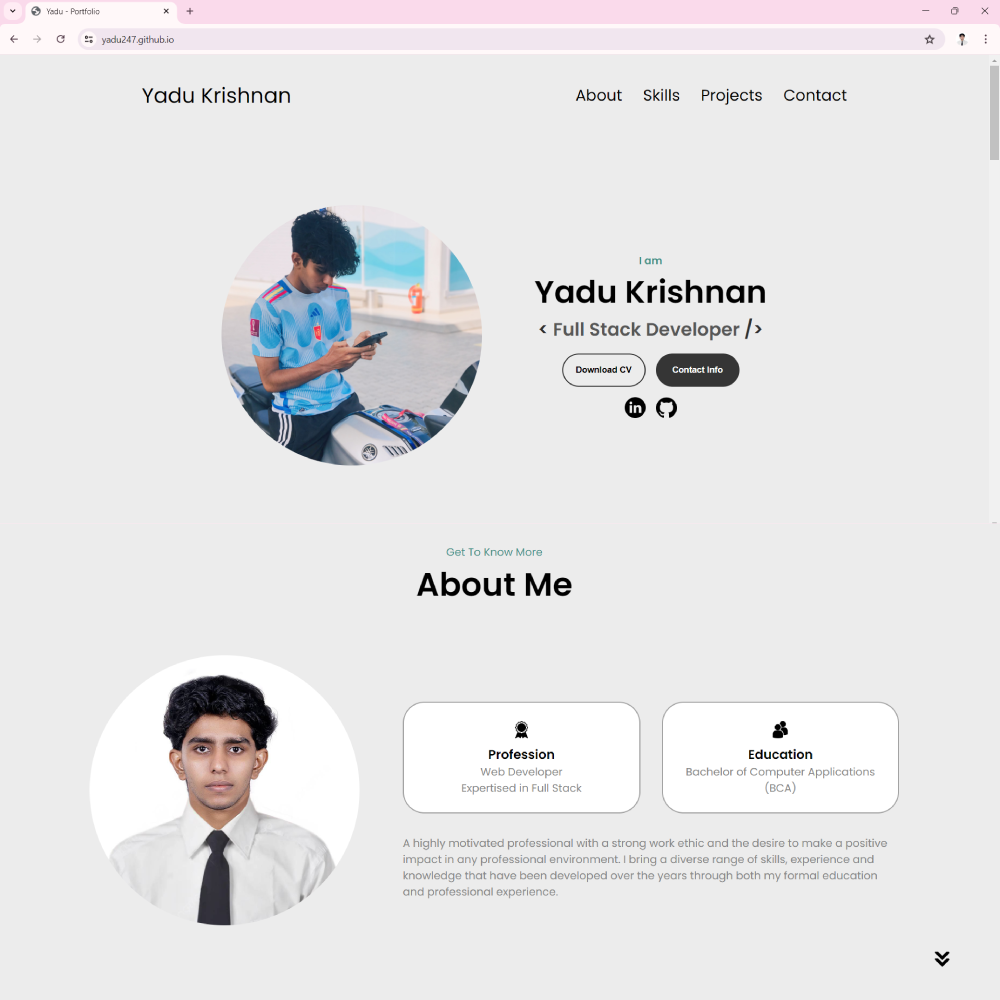 Yadu - Portfolio
yadu247.github.io
Yadu Krishnan
About Skills Projects Contact
I am
Yadu Krishnan
< Full Stack Developer />
Download CV
Contact Info
in
Get To Know More
About Me
Profession
Web Developer
Expertised in Full Stack
Education
Bachelor of Computer Applications
(BCA)
A highly motivated professional with a strong work ethic and the desire to make a positive
impact in any professional environment. I bring a diverse range of skills, experience and
knowledge that have been developed over the years through both my formal education
and professional experience.